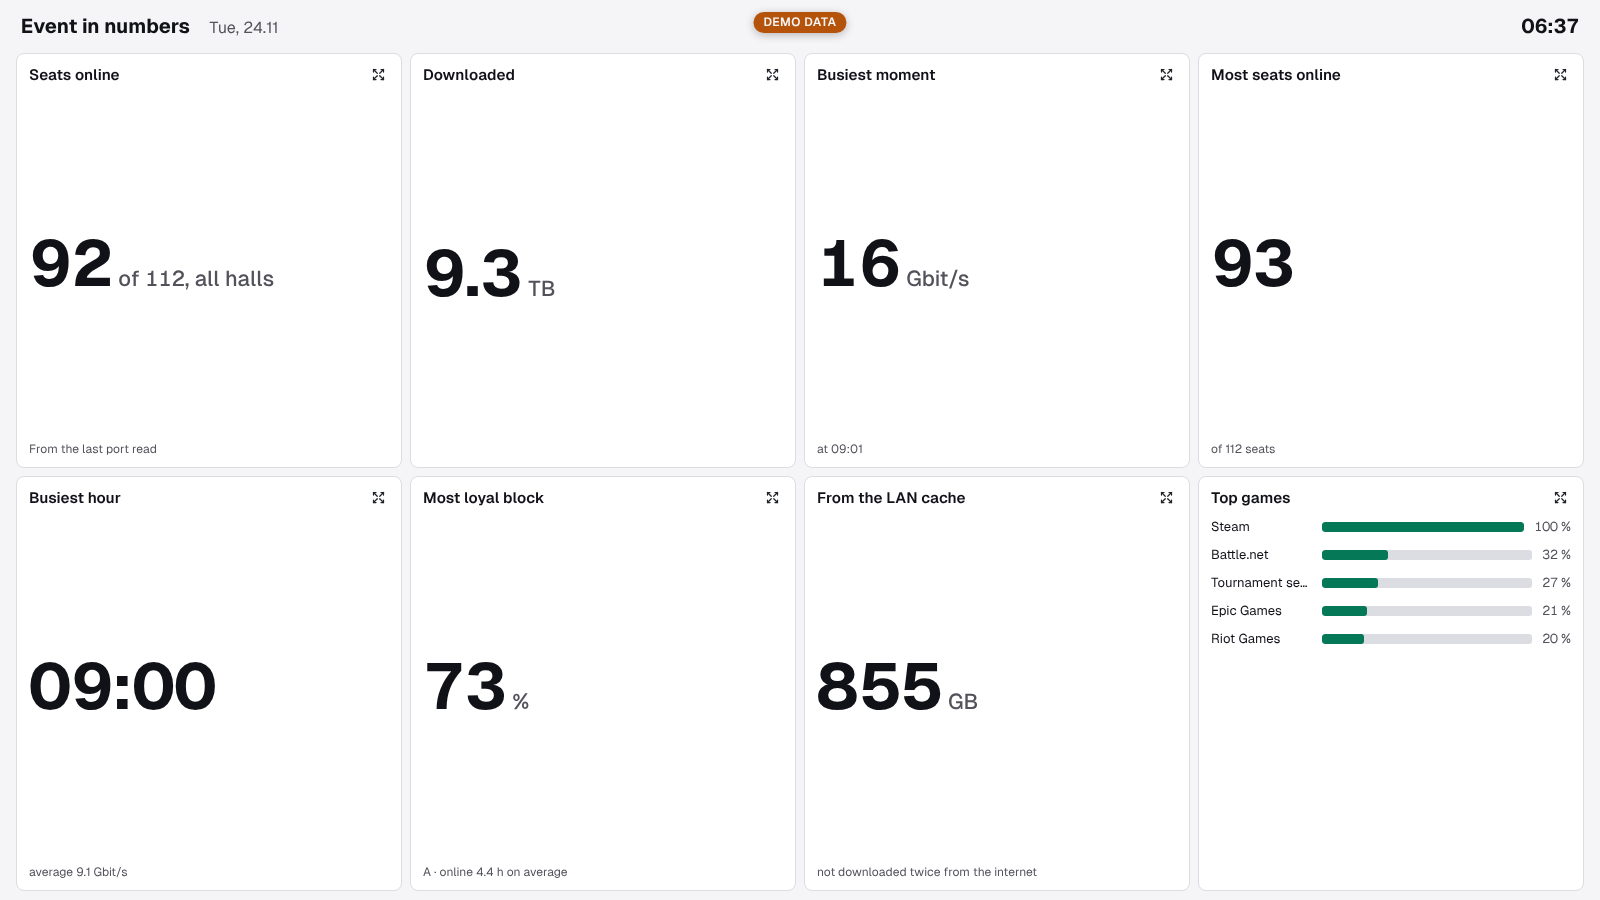 Event in numbers
Tue, 24.11
DEMO DATA
06:37
Seats online
92 of 112, all halls
From the last port read
Downloaded
9.3 TB
Busiest moment
16 Gbit/s
at 09:01
Most seats online
93
of 112 seats
Busiest hour
09:00
average 9.1 Gbit/s
Most loyal block
73 %
A · online 4.4 h on average
From the LAN cache
855 GB
not downloaded twice from the internet
Top games
Steam 100 %
Battle.net 32 %
Tournament se… 27 %
Epic Games 21 %
Riot Games 20 %